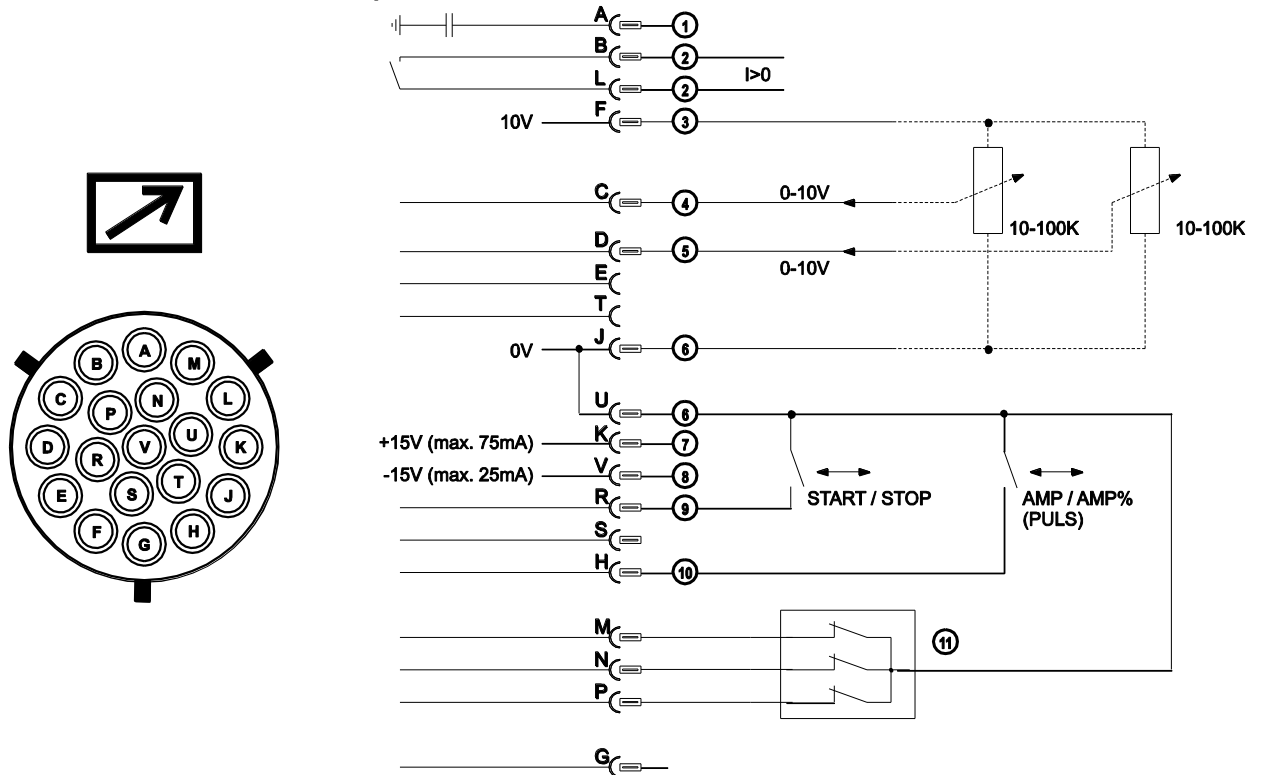 A 1
B 2
I>0
L 2
10V F 3
C 4 0-10V
10-100K 10-100K
D 5
0-10V
E
T
0V J 6
U 6
+15V (max. 75mA) K 7
-15V (max. 25mA) V 8
R 9
START / STOP
AMP / AMP%
(PULS)
S
H 10
M
11
N
P
G
A
B M
C N L
P
U
D V K
R
T
E S J
F H
G